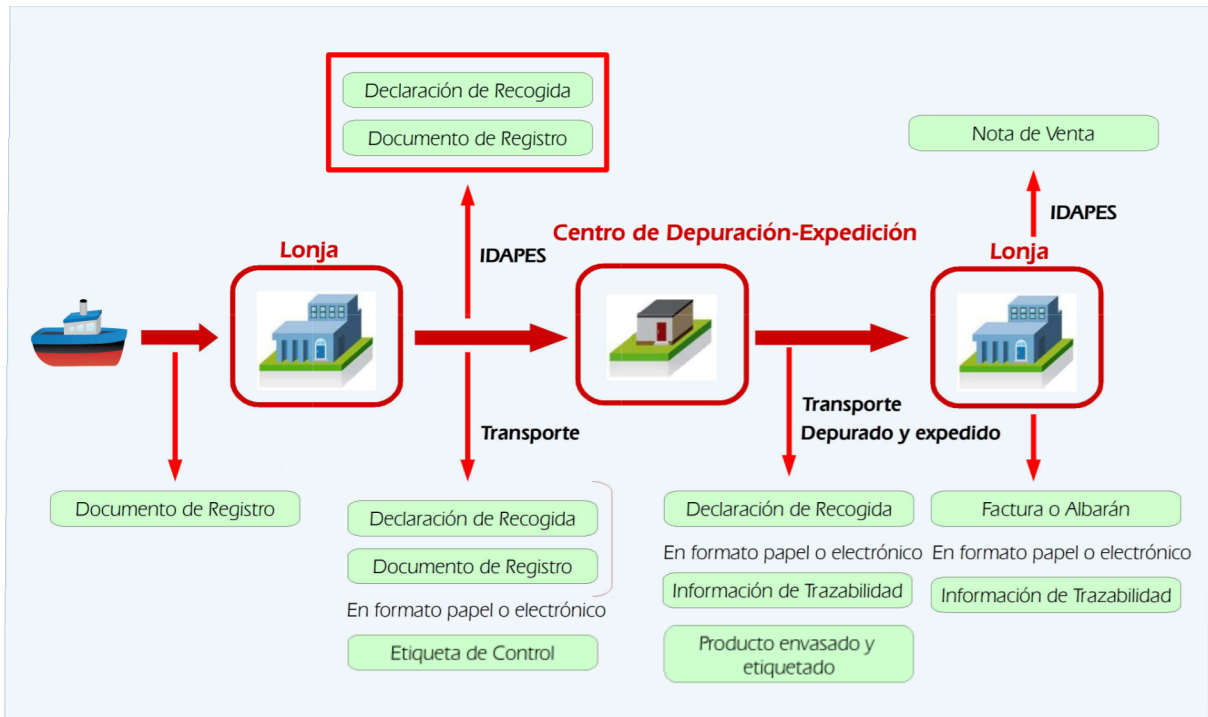 Declaración de Recogida
Documento de Registro
Nota de Venta
IDAPES
Centro de Depuración-Expedición
Lonja
IDAPES
Lonja
Transporte
Transporte
Depurado y expedido
Documento de Registro
Declaración de Recogida
Documento de Registro
En formato papel o electrónico
Etiqueta de Control
Declaración de Recogida
En formato papel o electrónico
Información de Trazabilidad
Producto envasado y
etiquetado
Factura o Albarán
En formato papel o electrónico
Información de Trazabilidad